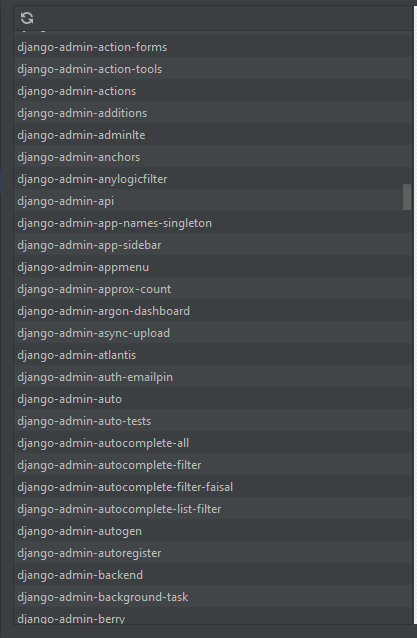 django-admin-action-forms
django-admin-action-tools
django-admin-actions
django-admin-additions
django-admin-adminlte
django-admin-anchors
django-admin-anylogicfilter
django-admin-api
django-admin-app-names-singleton
django-admin-app-sidebar
django-admin-appmenu
django-admin-approx-count
django-admin-argon-dashboard
django-admin-async-upload
django-admin-atlantis
django-admin-auth-emailpin
django-admin-auto
django-admin-auto-tests
django-admin-autocomplete-all
django-admin-autocomplete-filter
django-admin-autocomplete-filter-faisal
django-admin-autocomplete-list-filter
django-admin-autogen
django-admin-autoregister
django-admin-backend
django-admin-background-task
django-admin-berry